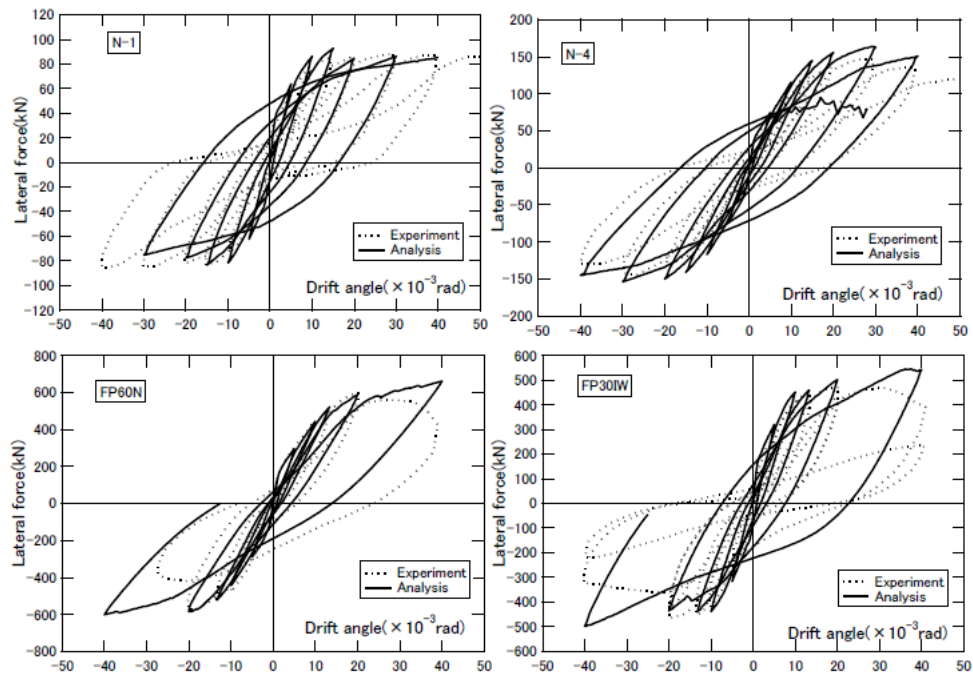 120
100
80
60
40
20
0
-20
-40
-60
-80
-100
-120
Lateral force(kN)
N-1
Experiment
Analysis
Drift angle(×10⁻³rad)
-50 -40 -30 -20 -10 0 10 20 30 40 50
200
150
100
50
0
-50
-100
-150
-200
Lateral force(kN)
N-4
Experiment
Analysis
Drift angle(×10⁻³rad)
-50 -40 -30 -20 -10 0 10 20 30 40 50
800
600
400
200
0
-200
-400
-600
-800
Lateral force(kN)
FP60N
Experiment
Analysis
Drift angle(×10⁻³rad)
-50 -40 -30 -20 -10 0 10 20 30 40 50
600
500
400
300
200
100
0
-100
-200
-300
-400
-500
-600
Lateral force(kN)
FP30IW
Experiment
Analysis
Drift angle(×10⁻³rad)
-50 -40 -30 -20 -10 0 10 20 30 40 50